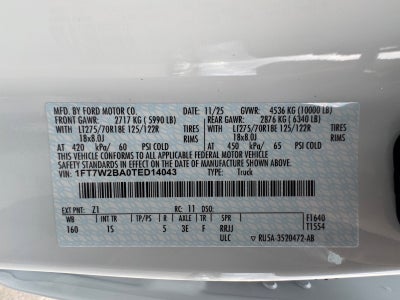 MFD. BY FORD MOTOR CO. 11/25 GVWR: 4536 KG (10000 LB)
FRONT GAWR: 2717 KG ( 5990 LB) REAR GAWR: 2876 KG ( 6340 LB)
WITH LT275/70R18E 125/122R TIRES WITH LT275/70R18E 125/122R TIRES
18x8.0J RIMS 18x8.0J RIMS
AT 420 kPa/ 60 PSI COLD AT 450 kPa/ 65 PSI COLD
THIS VEHICLE CONFORMS TO ALL APPLICABLE FEDERAL MOTOR VEHICLE
SAFETY AND THEFT PREVENTION STANDARDS IN EFFECT ON THE DATE OF MANUFACTURE
SHOWN ABOVE.
VIN: 1FT7W2BA0TED14043 TYPE: Truck
EXT PNT: Z1 RC: 11 DSO:
WB INT TR TP/PS R AXLE F SPR F1640
160 1S 5 3E F RRJJ T1554
ULC RU5A-3520472-AB